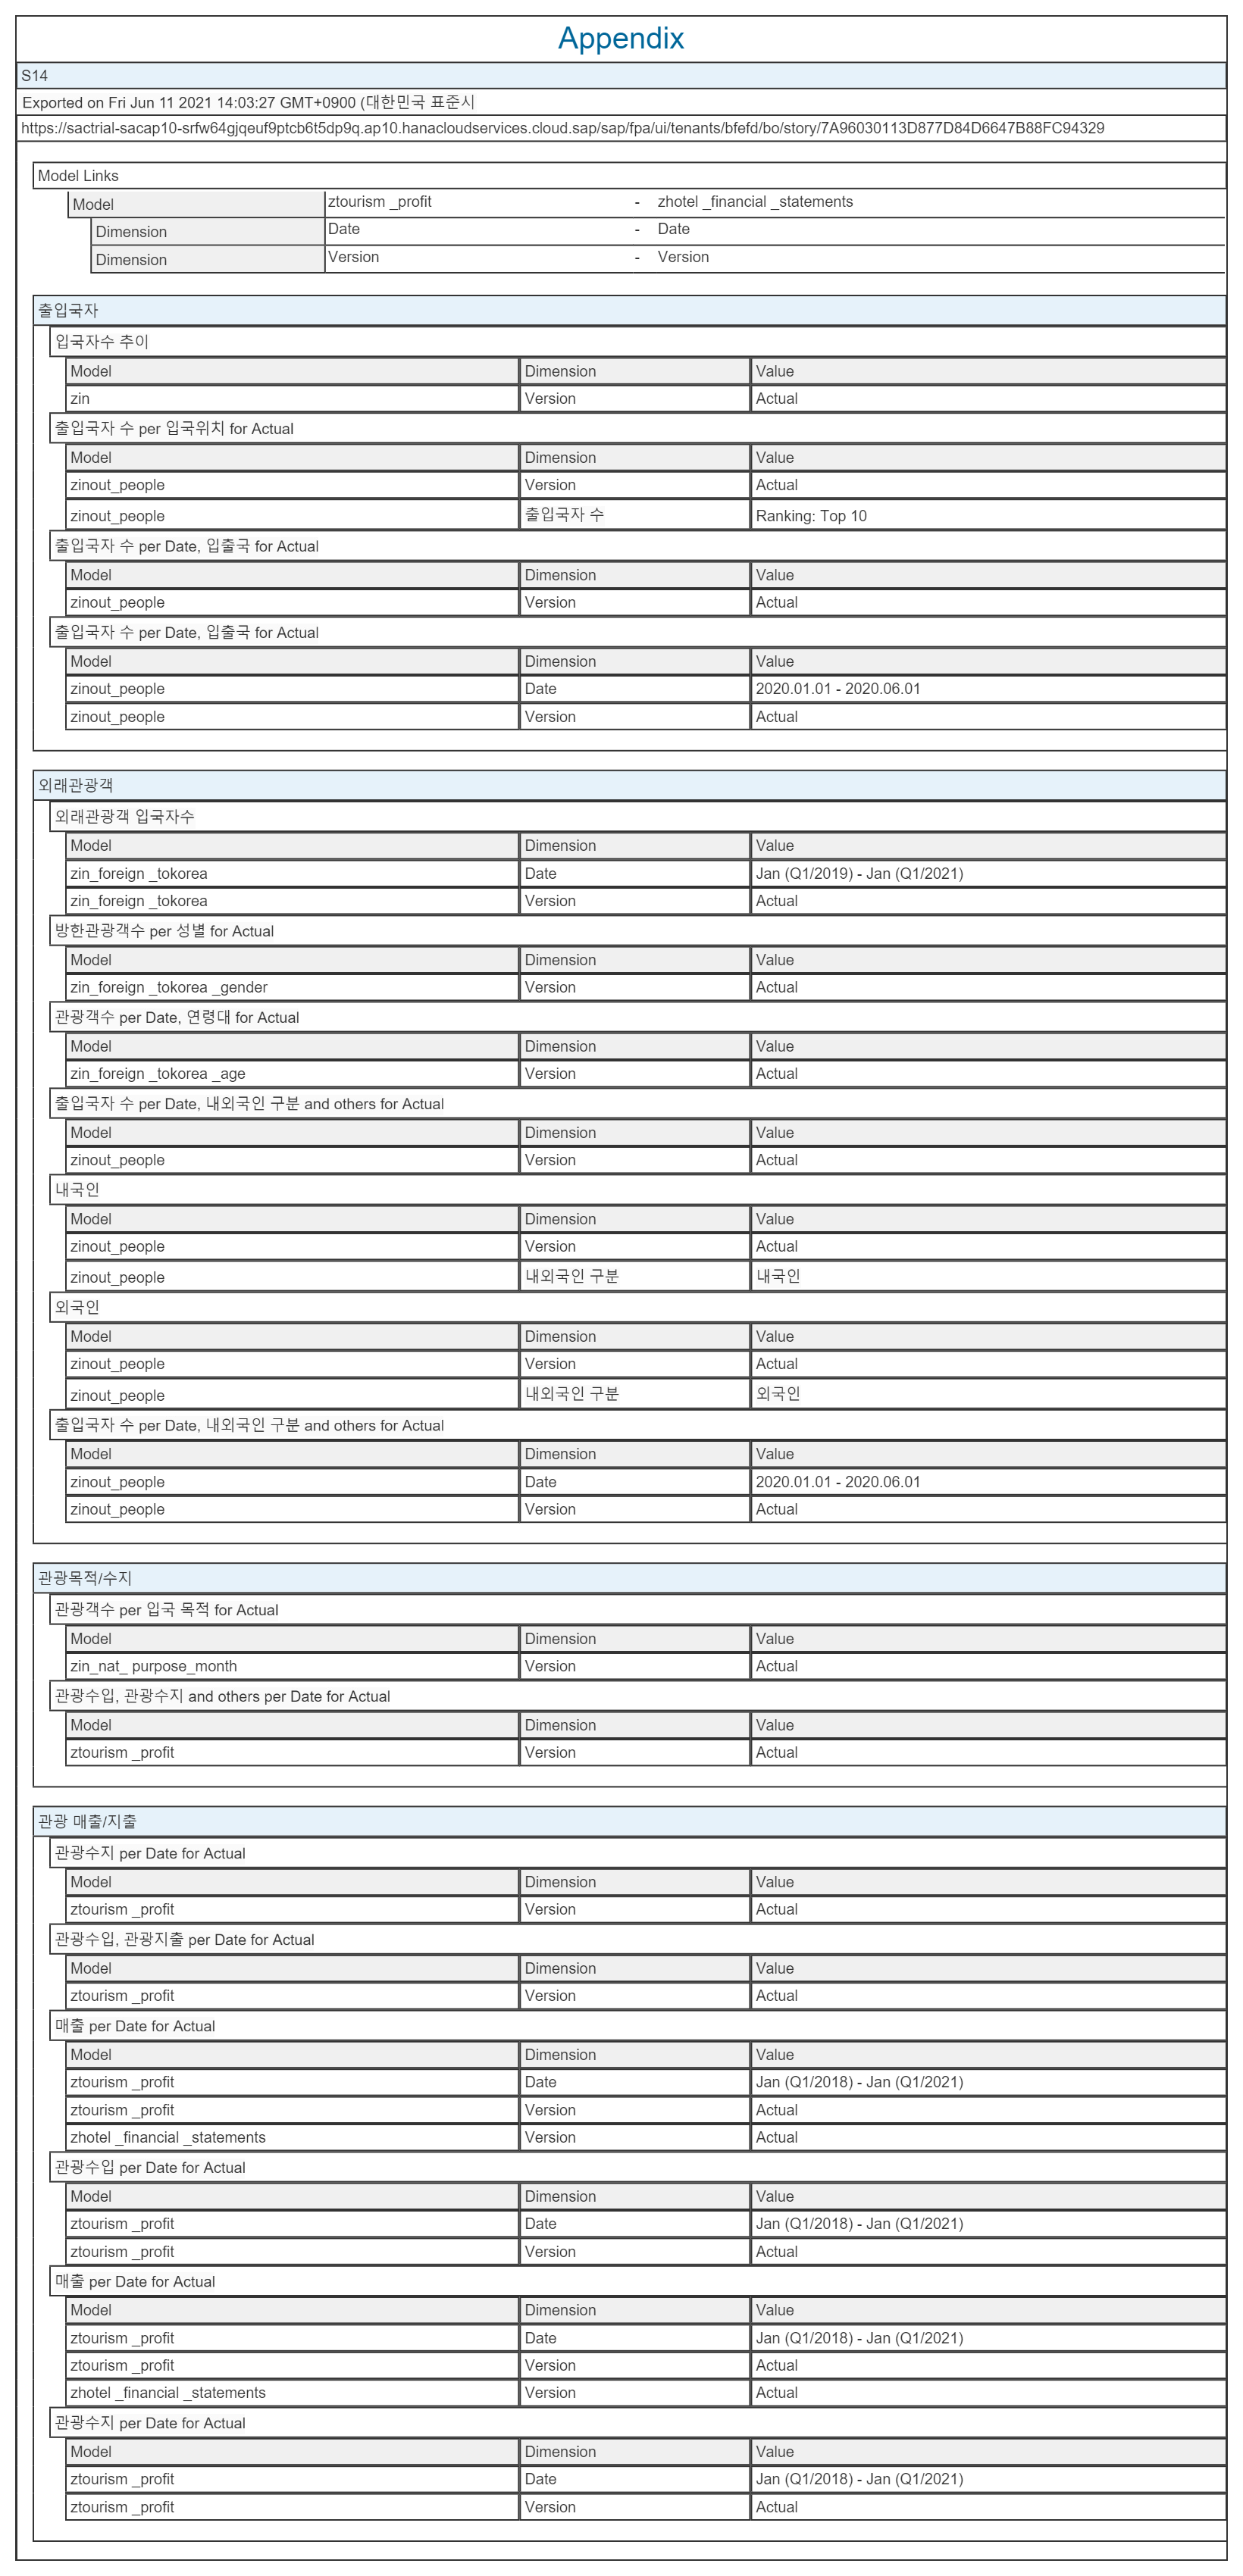 Appendix
S14
Exported on Fri Jun 11 2021 14:03:27 GMT+0900 (대한민국 표준시
https://sactrial-sacap10-srfw64gjqeuf9ptcb6t5dp9q.ap10.hanacloudservices.cloud.sap/sap/fpa/ui/tenants/bfefd/bo/story/7A96030113D877D84D6647B88FC94329
Model Links
Model ztourism _profit - zhotel _financial _statements
Dimension Date - Date
Dimension Version - Version
출입국자
입국자수 추이
Model Dimension Value
zin Version Actual
출입국자 수 per 입국위치 for Actual
Model Dimension Value
zinout_people Version Actual
zinout_people 출입국자 수 Ranking: Top 10
출입국자 수 per Date, 입출국 for Actual
Model Dimension Value
zinout_people Version Actual
출입국자 수 per Date, 입출국 for Actual
Model Dimension Value
zinout_people Date 2020.01.01 - 2020.06.01
zinout_people Version Actual
외래관광객
외래관광객 입국자수
Model Dimension Value
zin_foreign _tokorea Date Jan (Q1/2019) - Jan (Q1/2021)
zin_foreign _tokorea Version Actual
방한관광객수 per 성별 for Actual
Model Dimension Value
zin_foreign _tokorea _gender Version Actual
관광객수 per Date, 연령대 for Actual
Model Dimension Value
zin_foreign _tokorea _age Version Actual
출입국자 수 per Date, 내외국인 구분 and others for Actual
Model Dimension Value
zinout_people Version Actual
내국인
Model Dimension Value
zinout_people Version Actual
zinout_people 내외국인 구분 내국인
외국인
Model Dimension Value
zinout_people Version Actual
zinout_people 내외국인 구분 외국인
출입국자 수 per Date, 내외국인 구분 and others for Actual
Model Dimension Value
zinout_people Date 2020.01.01 - 2020.06.01
zinout_people Version Actual
관광목적/수지
관광객수 per 입국 목적 for Actual
Model Dimension Value
zin_nat_ purpose_month Version Actual
관광수입, 관광수지 and others per Date for Actual
Model Dimension Value
ztourism _profit Version Actual
관광 매출/지출
관광수지 per Date for Actual
Model Dimension Value
ztourism _profit Version Actual
관광수입, 관광지출 per Date for Actual
Model Dimension Value
ztourism _profit Version Actual
매출 per Date for Actual
Model Dimension Value
ztourism _profit Date Jan (Q1/2018) - Jan (Q1/2021)
ztourism _profit Version Actual
zhotel _financial _statements Version Actual
관광수입 per Date for Actual
Model Dimension Value
ztourism _profit Date Jan (Q1/2018) - Jan (Q1/2021)
ztourism _profit Version Actual
매출 per Date for Actual
Model Dimension Value
ztourism _profit Date Jan (Q1/2018) - Jan (Q1/2021)
ztourism _profit Version Actual
zhotel _financial _statements Version Actual
관광수지 per Date for Actual
Model Dimension Value
ztourism _profit Date Jan (Q1/2018) - Jan (Q1/2021)
ztourism _profit Version Actual